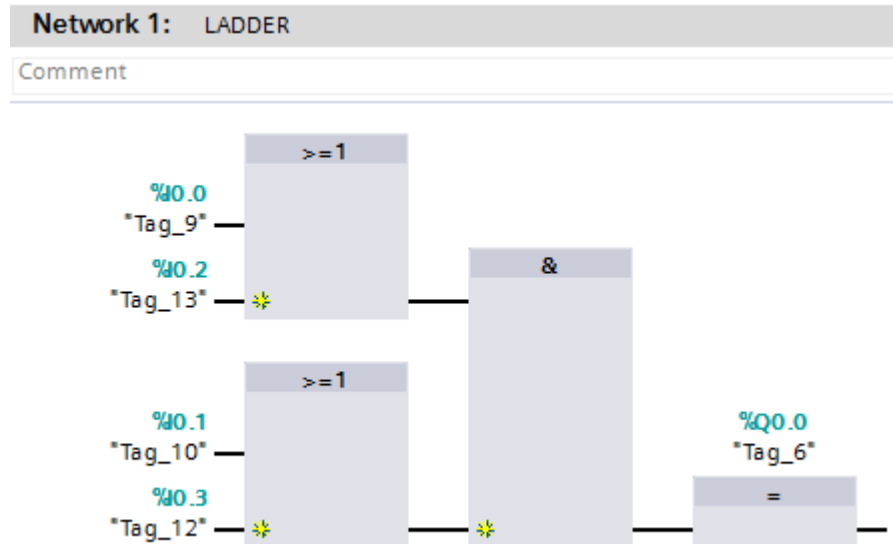 Network 1: LADDER
Comment
>=1
%I0.0
"Tag_9"
%I0.2
"Tag_13"
&
>=1
%I0.1
"Tag_10"
%Q0.0
"Tag_6"
%I0.3
"Tag_12"
=